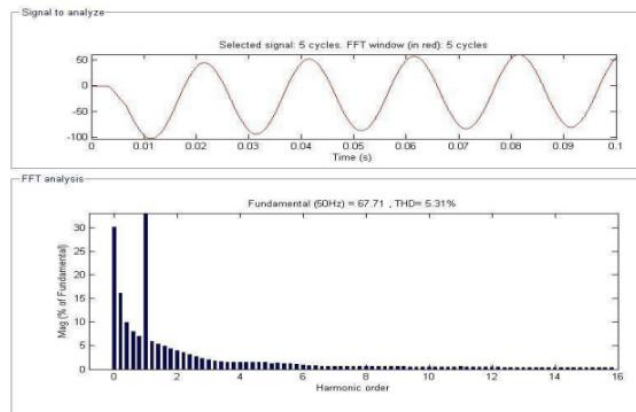 Signal to analyze
Selected signal: 5 cycles. FFT window (in red): 5 cycles
50
0
-50
-100
0 0.01 0.02 0.03 0.04 0.05 0.06 0.07 0.08 0.09 0.1
Time (s)
FFT analysis
Fundamental (50Hz) = 67.71 , THD= 5.31%
Mag (% of Fundamental)
30
25
20
15
10
5
0
0 2 4 6 8 10 12 14 16
Harmonic order